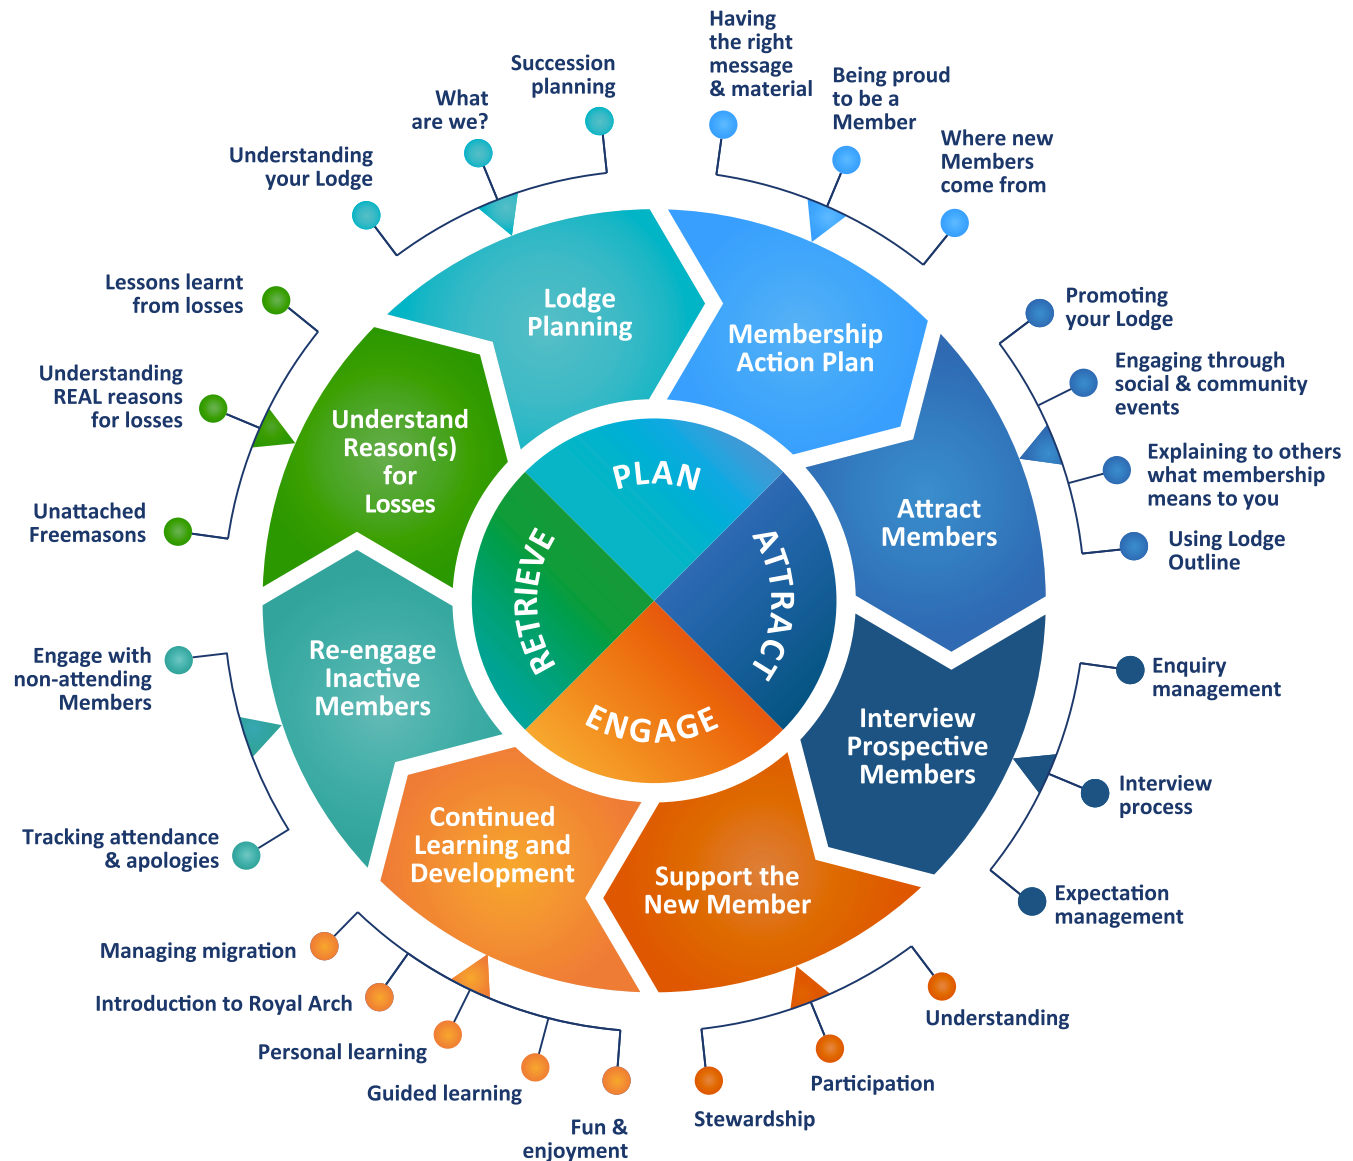 Having
the right
message
& material
Being proud
to be a
Member
Where new
Members
come from
Succession
planning
What
are we?
Understanding
your Lodge
Lodge
Planning
Membership
Action Plan
Promoting
your Lodge
Engaging through
social & community
events
Explaining to others
what membership
means to you
Using Lodge
Outline
Attract
Members
Lessons learnt
from losses
Understanding
REAL reasons
for losses
Unattached
Freemasons
Understand
Reason(s)
for
Losses
PLAN
ATTRACT
ENGAGE
RETRIEVE
Interview
Prospective
Members
Enquiry
management
Interview
process
Expectation
management
Re-engage
Inactive
Members
Engage with
non-attending
Members
Tracking attendance
& apologies
Continued
Learning and
Development
Support the
New Member
Managing migration
Introduction to Royal Arch
Personal learning
Guided learning
Fun &
enjoyment
Understanding
Participation
Stewardship